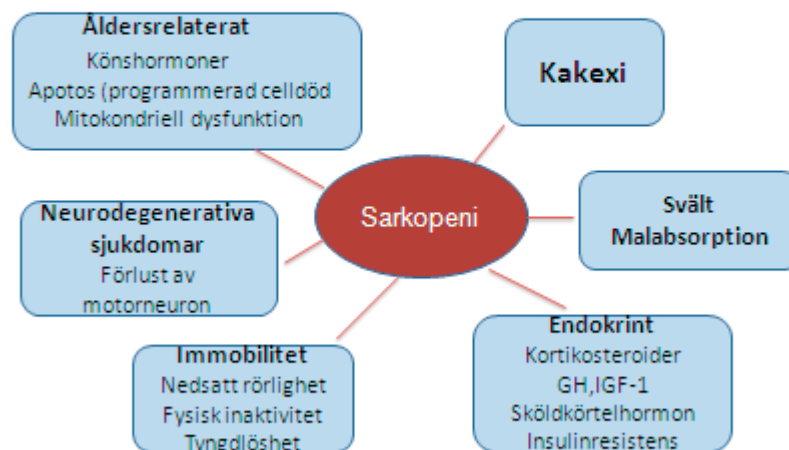 Åldersrelaterat
Könshormoner
Apotos (programmerad celldöd
Mitokondriell dysfunktion
Kakexi
Sarkopeni
Neurodegenerativa
sjukdomar
Förlust av
motorneuron
Svält
Malabsorption
Immobilitet
Nedsatt rörlighet
Fysisk inaktivitet
Tyngdlöshet
Endokrint
Kortikosteroider
GH,IGF-1
Sköldkörtelhormon
Insulinresistens